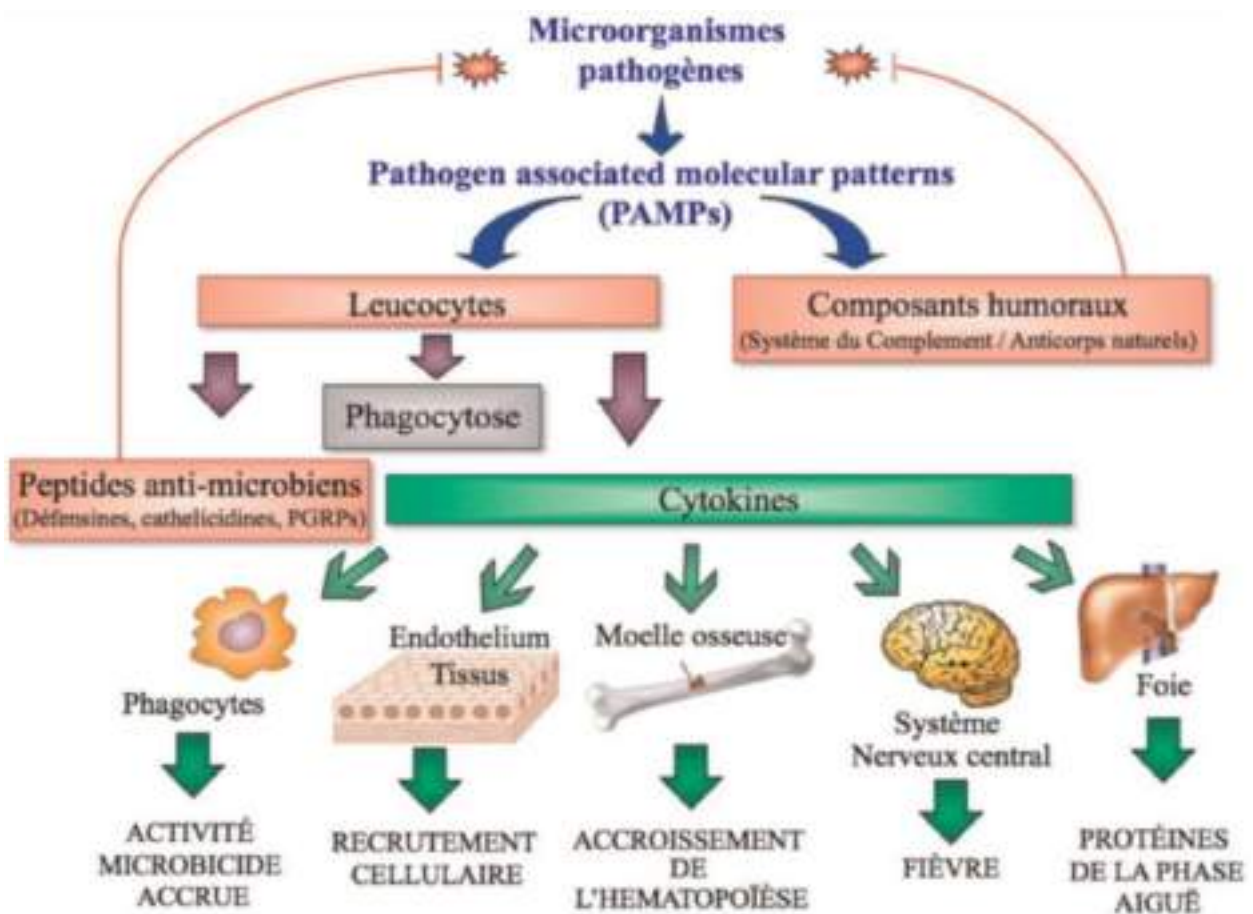 Microorganismes
pathogènes
Pathogen associated molecular patterns
(PAMPs)
Leucocytes
Composants humoraux
(Système du Complement / Anticorps naturels)
Phagocytose
Peptides anti-microbiens
(Défensines, cathelicidines, PGRPs)
Cytokines
Phagocytes
Endothelium
Tissus
Moelle osseuse
Système
Nerveux central
Foie
ACTIVITÉ
MICROBICIDE
ACCRUE
RECRUTEMENT
CELLULAIRE
ACCROISSEMENT
DE
L'HEMATOPOÏÈSE
FIÈVRE
PROTÉINES
DE LA PHASE
AIGUË